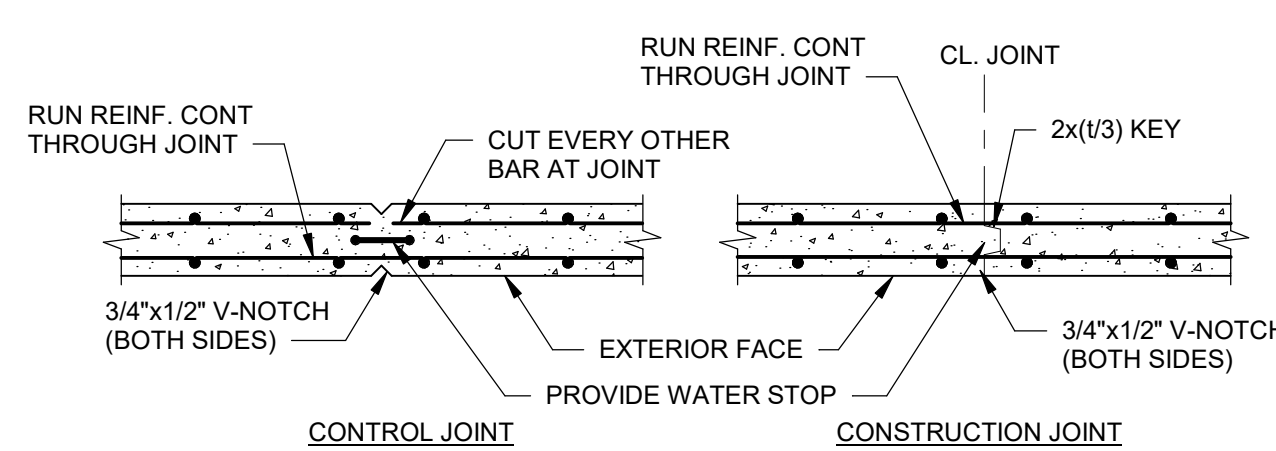 RUN REINF. CONT
THROUGH JOINT
CUT EVERY OTHER
BAR AT JOINT
3/4"x1/2" V-NOTCH
(BOTH SIDES)
EXTERIOR FACE
PROVIDE WATER STOP
CONTROL JOINT
RUN REINF. CONT
THROUGH JOINT
CL. JOINT
2x(t/3) KEY
3/4"x1/2" V-NOTCH
(BOTH SIDES)
CONSTRUCTION JOINT